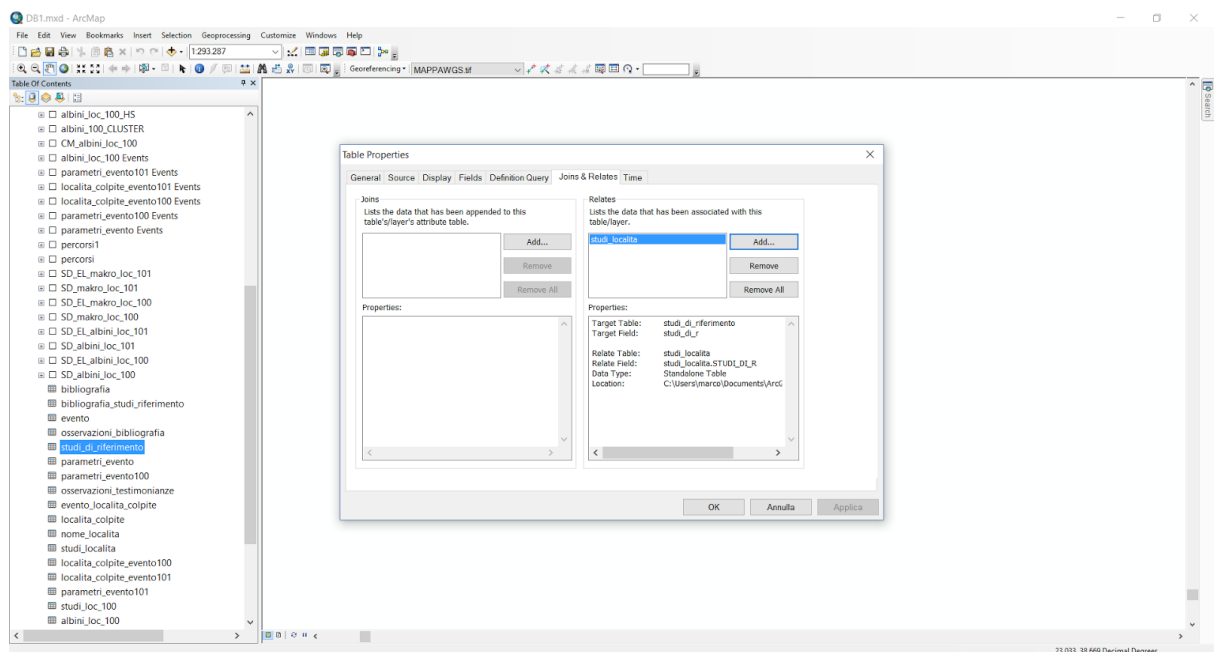 DB1.mxd - ArcMap
File Edit View Bookmarks Insert Selection Geoprocessing Customize Windows Help
1:293.287
Georeferencing MAPPAWGS.tif
Table Of Contents
Search
albini_loc_100_HS
albini_100_CLUSTER
CM_albini_loc_100
albini_loc_100 Events
parametri_evento101 Events
localita_colpite_evento101 Events
localita_colpite_evento100 Events
parametri_evento100 Events
parametri_evento Events
percorsi1
percorsi
SD_EL_makro_loc_101
SD_makro_loc_101
SD_EL_makro_loc_100
SD_makro_loc_100
SD_EL_albini_loc_101
SD_albini_loc_101
SD_EL_albini_loc_100
SD_albini_loc_100
bibliografia
bibliografia_studi_riferimento
evento
osservazioni_bibliografia
studi_di_riferimento
parametri_evento
parametri_evento100
osservazioni_testimonianze
evento_localita_colpite
localita_colpite
nome_localita
studi_localita
localita_colpite_evento100
localita_colpite_evento101
parametri_evento101
studi_loc_100
albini_loc_100
Table Properties
General Source Display Fields Definition Query Joins & Relates Time
Joins
Lists the data that has been appended to this
table's/layer's attribute table.
Add...
Remove
Remove All
Properties:
Relates
Lists the data that has been associated with this
table/layer.
studi_localita
Add...
Remove
Remove All
Properties:
Target Table: studi_di_riferimento
Target Field: studi_di_r
Relate Table: studi_localita
Relate Field: studi_localita.STUDI_DI_R
Data Type: Standalone Table
Location: C:\Users\marco\Documents\ArcG
OK Annulla Applica
23,033 38,669 Decimal Degrees